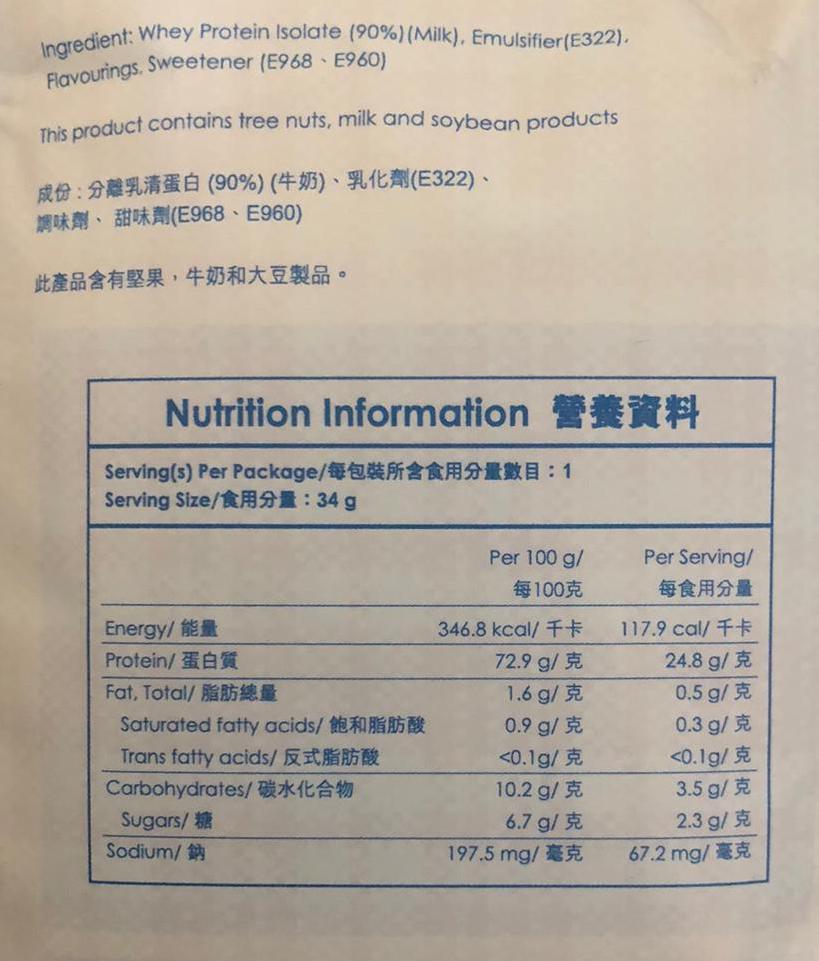 Ingredient: Whey Protein Isolate (90%)(Milk), Emulsifier(E322).
Flavourings, Sweetener (E968、E960)
This product contains tree nuts, milk and soybean products
成份:分離乳清蛋白 (90%) (牛奶)、乳化劑(E322)、
調味劑、 甜味劑(E968、E960)
此產品含有堅果，牛奶和大豆製品。
Nutrition Information 營養資料
Serving(s) Per Package/每包裝所含食用分量數目：1
Serving Size/食用分量：34 g
Per 100 g/ Per Serving/
每100克 每食用分量
Energy/ 能量 346.8 kcal/ 千卡 117.9 cal/ 千卡
Protein/ 蛋白質 72.9 g/ 克 24.8 g/ 克
Fat, Total/ 脂肪總量 1.6 g/ 克 0.5 g/ 克
Saturated fatty acids/ 飽和脂肪酸 0.9 g/ 克 0.3 g/ 克
Trans fatty acids/ 反式脂肪酸 <0.1g/ 克 <0.1g/ 克
Carbohydrates/ 碳水化合物 10.2 g/ 克 3.5 g/ 克
Sugars/ 糖 6.7 g/ 克 2.3 g/ 克
Sodium/ 鈉 197.5 mg/ 毫克 67.2 mg/ 毫克